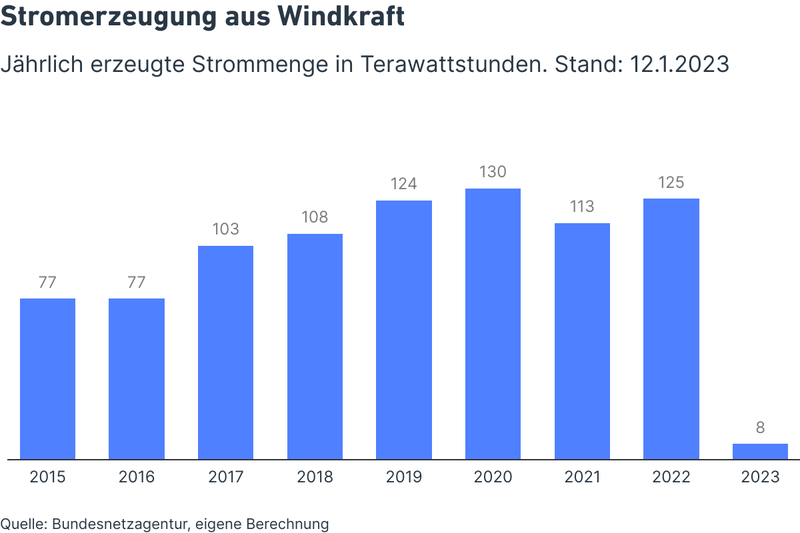 Stromerzeugung aus Windkraft
Jährlich erzeugte Strommenge in Terawattstunden. Stand: 12.1.2023
77 77 103 108 124 130 113 125 8
2015 2016 2017 2018 2019 2020 2021 2022 2023
Quelle: Bundesnetzagentur, eigene Berechnung